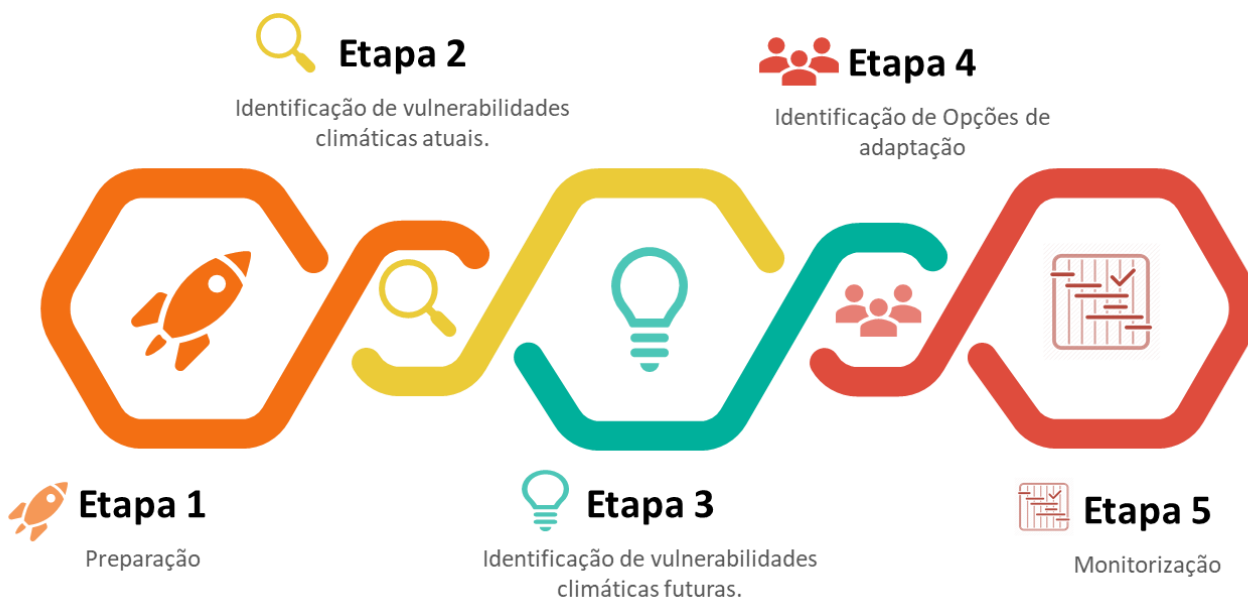 Etapa 2
Identificação de vulnerabilidades
climáticas atuais.
Etapa 4
Identificação de Opções de
adaptação
Etapa 1
Preparação
Etapa 3
Identificação de vulnerabilidades
climáticas futuras.
Etapa 5
Monitorização